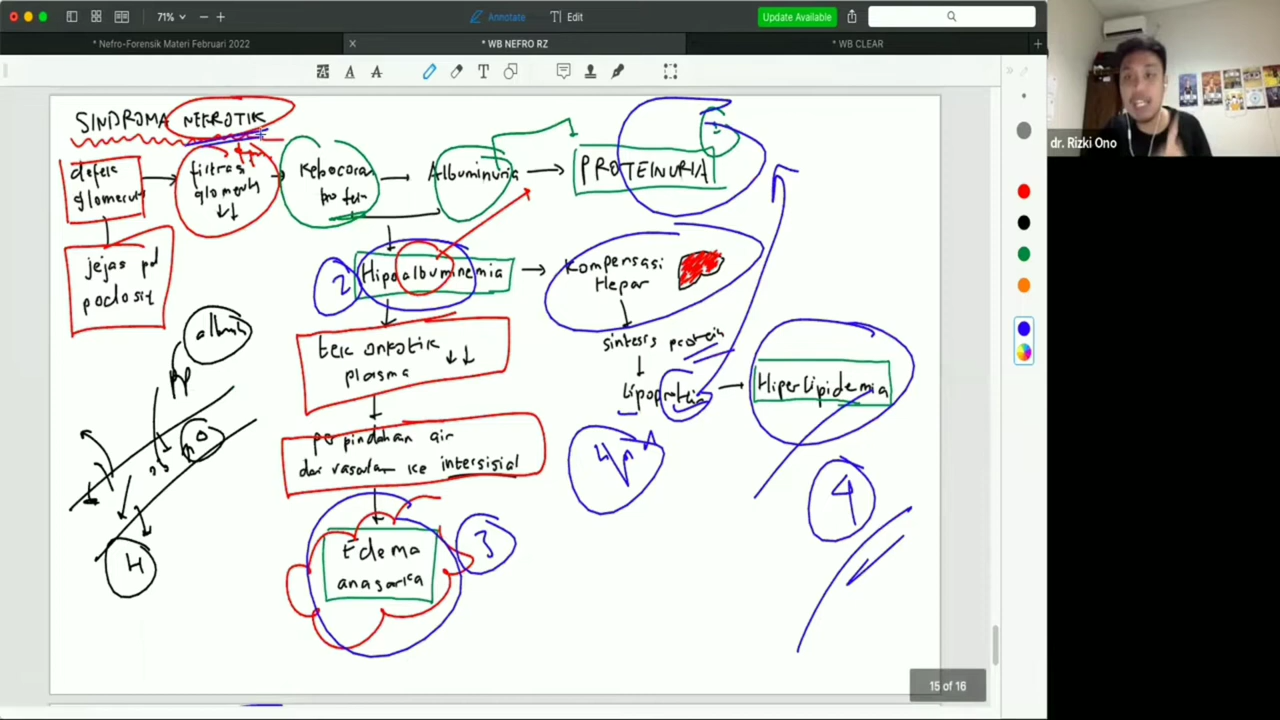 71%
Annotate
Edit
Update Available
* Nefro-Forensik Materi Februari 2022
* WB NEFRO RZ
* WB CLEAR
dr. Rizki Ono
SINDROMA NEFROTIK
defek
glomerulus
filtrasi
glomeruli
Kebocoran
protein
Albuminuria
PROTEINURIA
1
jejas pd
podosit
2
Hipoalbuminemia
Kompensasi
Hepar
albumin
tek onkotik
plasma
sintesis protein
Lipoprotein
Hiperlipidemia
perpindahan air
dari vaskular ke intersisial
4
Edema
anasarka
3
H
15 of 16